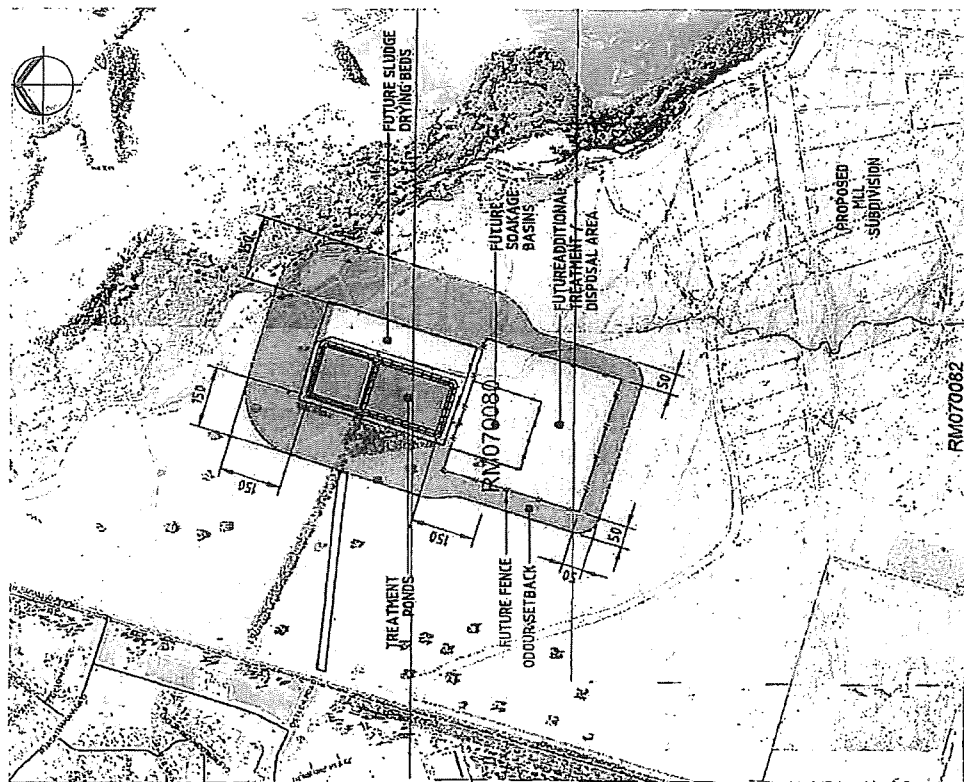 FUTURE SLUDGE
DRYING BEDS
150
150
150
FUTURE
SOAKAGE
BASINS
FUTURE ADDITIONAL
TREATMENT /
DISPOSAL AREA
(PROPOSED
SUBDIVISION
RM070080
TREATMENT
PONDS
150
FUTURE FENCE
ODOUR SETBACK
50
50
50
RM070082